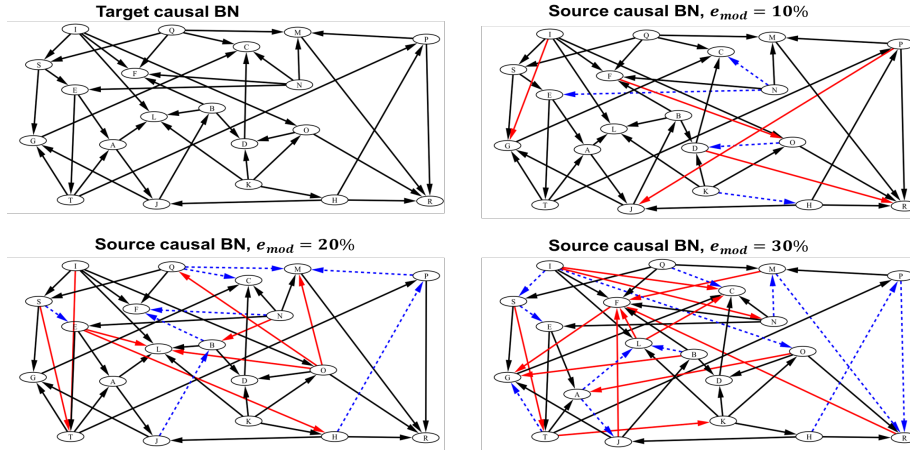 Target causal BN
I
Q
C
M
P
S
F
E
N
B
L
G
A
D
O
K
T
J
H
R
Source causal BN, e_mod = 10%
I
Q
M
P
C
S
F
E
N
B
L
O
G
A
D
K
T
J
H
R
Source causal BN, e_mod = 20%
I
Q
M
P
C
S
F
N
E
B
L
G
A
D
O
K
T
J
H
R
Source causal BN, e_mod = 30%
I
Q
M
P
C
S
F
N
E
L
B
O
G
A
D
K
T
J
H
R